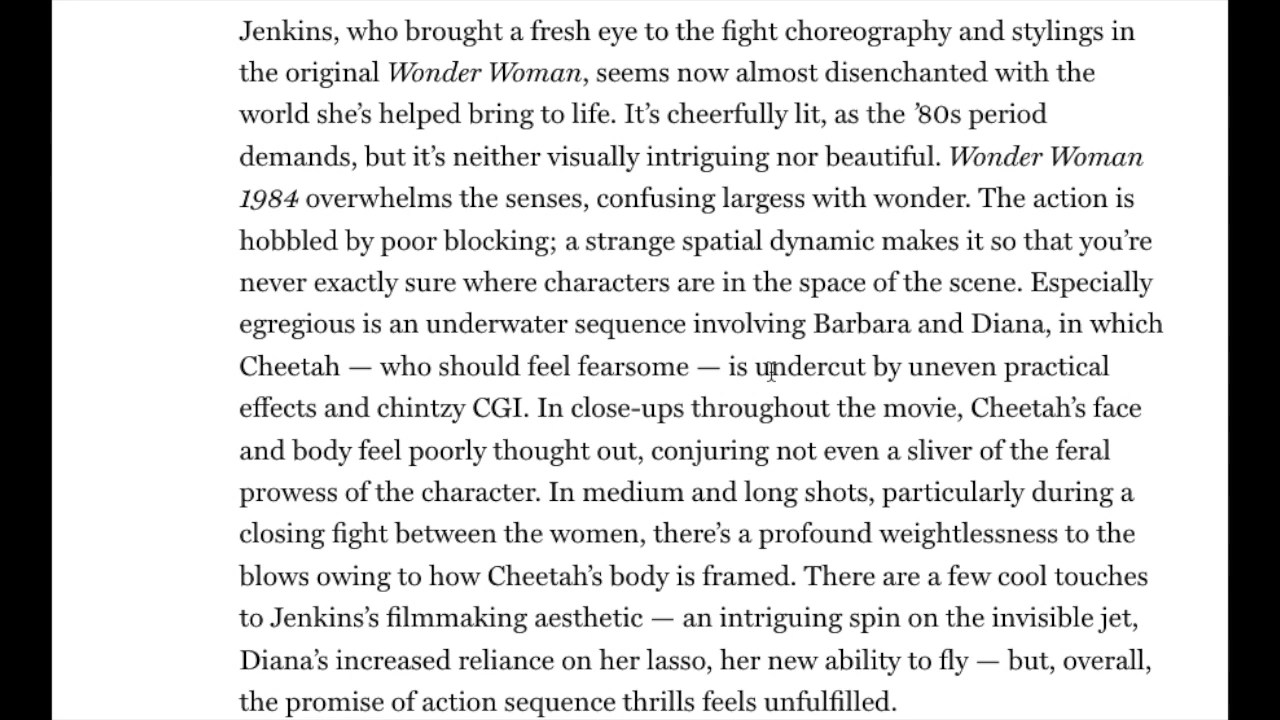 Jenkins, who brought a fresh eye to the fight choreography and stylings in
the original Wonder Woman, seems now almost disenchanted with the
world she’s helped bring to life. It’s cheerfully lit, as the ’80s period
demands, but it’s neither visually intriguing nor beautiful. Wonder Woman
1984 overwhelms the senses, confusing largess with wonder. The action is
hobbled by poor blocking; a strange spatial dynamic makes it so that you’re
never exactly sure where characters are in the space of the scene. Especially
egregious is an underwater sequence involving Barbara and Diana, in which
Cheetah — who should feel fearsome — is undercut by uneven practical
effects and chintzy CGI. In close-ups throughout the movie, Cheetah’s face
and body feel poorly thought out, conjuring not even a sliver of the feral
prowess of the character. In medium and long shots, particularly during a
closing fight between the women, there’s a profound weightlessness to the
blows owing to how Cheetah’s body is framed. There are a few cool touches
to Jenkins’s filmmaking aesthetic — an intriguing spin on the invisible jet,
Diana’s increased reliance on her lasso, her new ability to fly — but, overall,
the promise of action sequence thrills feels unfulfilled.